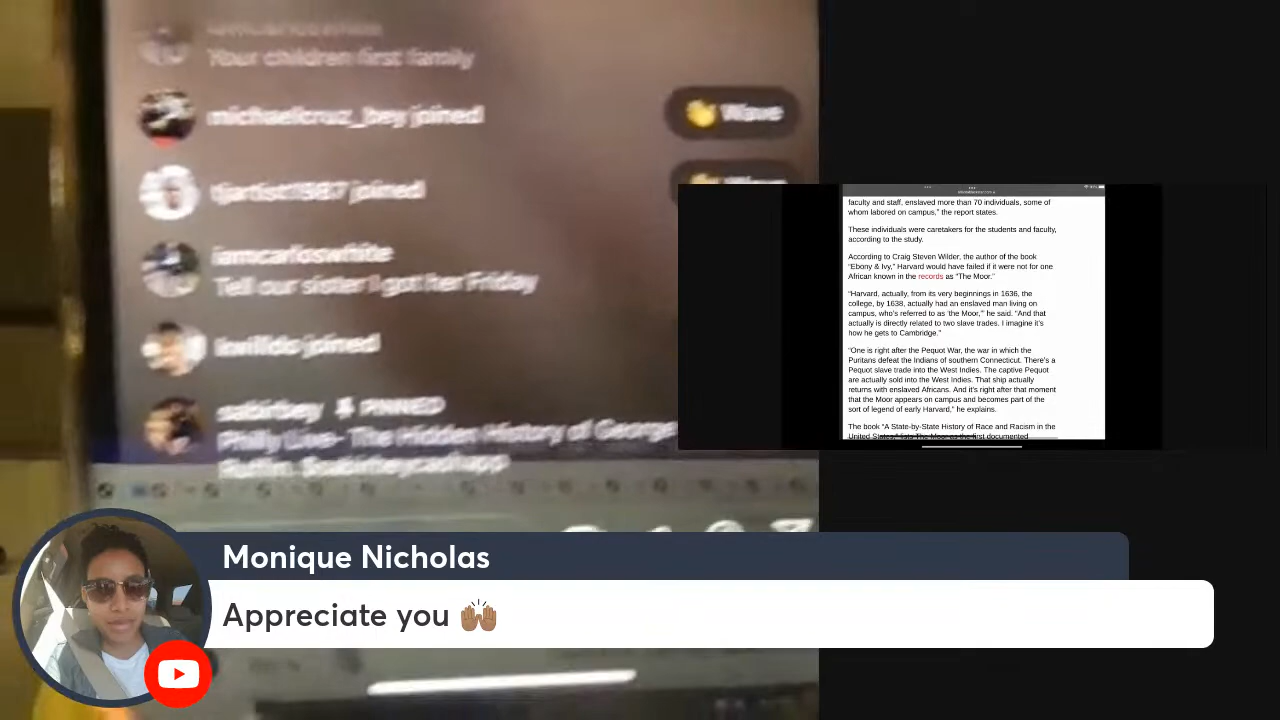 Your children first family
michaelcruz_bey joined
Wave
tjartist1987 joined
iamcarloswhite
Tell our sister I got her Friday
kwilldc joined
sabirbey PINNED
Philly Live- The Hidden History of George
faculty and staff, enslaved more than 70 individuals, some of
whom labored on campus,” the report states.
These individuals were caretakers for the students and faculty,
according to the study.
According to Craig Steven Wilder, the author of the book
“Ebony & Ivy,” Harvard would have failed if it were not for one
African known in the records as “The Moor.”
“Harvard, actually, from its very beginnings in 1636, the
college, by 1638, actually had an enslaved man living on
campus, who’s referred to as ‘the Moor,’” he said. “And that
actually is directly related to two slave trades. I imagine it’s
how he gets to Cambridge.”
“One is right after the Pequot War, the war in which the
Puritans defeat the Indians of southern Connecticut. There’s a
Pequot slave trade into the West Indies. The captive Pequot
are actually sold into the West Indies. That ship actually
returns with enslaved Africans. And it’s right after that moment
that the Moor appears on campus and becomes part of the
sort of legend of early Harvard,” he explains.
The book “A State-by-State History of Race and Racism in the
United States,” first documented
Monique Nicholas
Appreciate you 🙌🏽